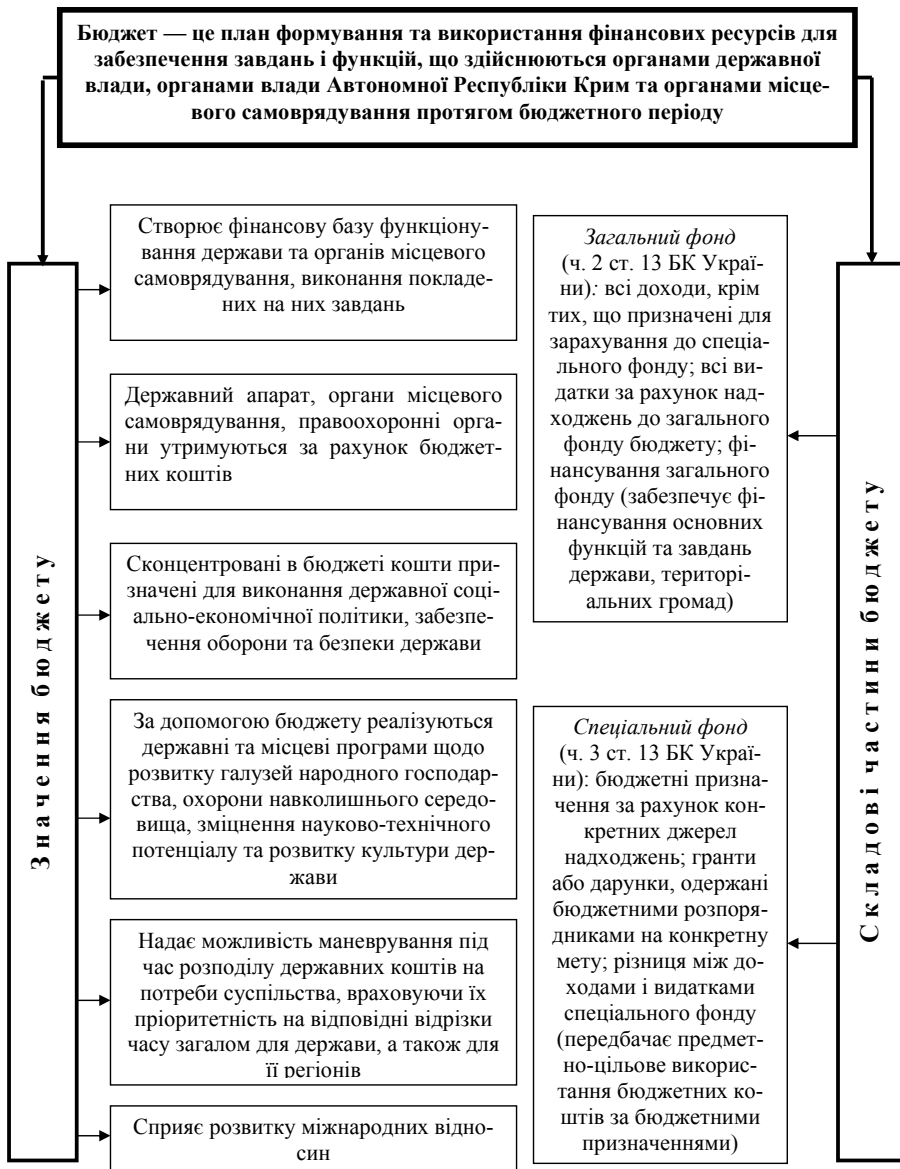 Бюджет — це план формування та використання фінансових ресурсів для
забезпечення завдань і функцій, що здійснюються органами державної
влади, органами влади Автономної Республіки Крим та органами місце-
вого самоврядування протягом бюджетного періоду
Значення бюджету
Створює фінансову базу функціону-
вання держави та органів місцевого
самоврядування, виконання покладе-
них на них завдань
Державний апарат, органи місцевого
самоврядування, правоохоронні орга-
ни утримуються за рахунок бюджет-
них коштів
Сконцентровані в бюджеті кошти при-
значені для виконання державної соці-
ально-економічної політики, забезпе-
чення оборони та безпеки держави
За допомогою бюджету реалізуються
державні та місцеві програми щодо
розвитку галузей народного господар-
ства, охорони навколишнього середо-
вища, зміцнення науково-технічного
потенціалу та розвитку культури дер-
жави
Надає можливість маневрування під
час розподілу державних коштів на
потреби суспільства, враховуючи їх
пріоритетність на відповідні відрізки
часу загалом для держави, а також для
її регіонів
Сприяє розвитку міжнародних відно-
син
Загальний фонд
(ч. 2 ст. 13 БК Украї-
ни): всі доходи, крім
тих, що призначені для
зарахування до спеціа-
льного фонду; всі ви-
датки за рахунок над-
ходжень до загального
фонду бюджету; фі-
нансування загального
фонду (забезпечує фі-
нансування основних
функцій та завдань
держави, територі-
альних громад)
Спеціальний фонд
(ч. 3 ст. 13 БК Украї-
ни): бюджетні призна-
чення за рахунок кон-
кретних джерел
надходжень; гранти
або дарунки, одержані
бюджетними розпоря-
дниками на конкретну
мету; різниця між до-
ходами і видатками
спеціального фонду
(передбачає предмет-
но-цільове викорис-
тання бюджетних ко-
штів за бюджетними
призначеннями)
Складові частини бюджету